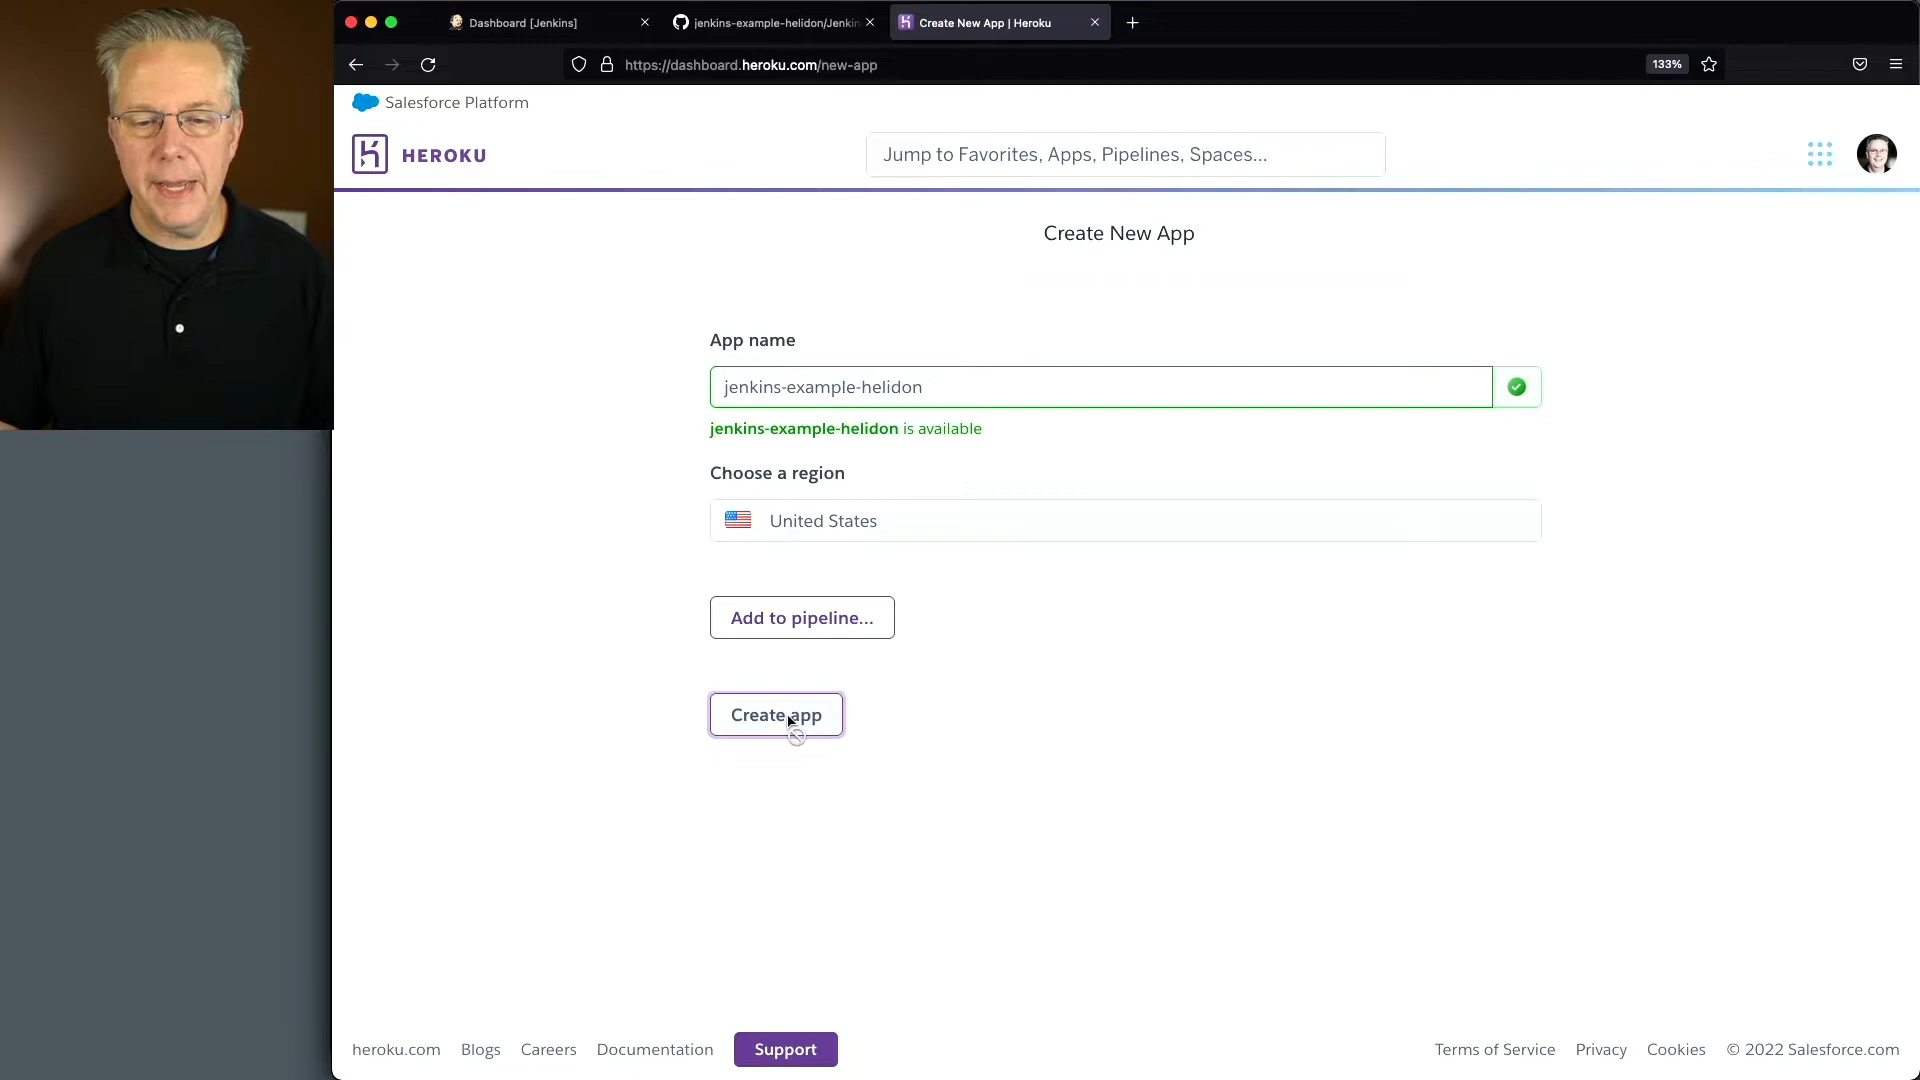 Dashboard [Jenkins]
jenkins-example-helidon/Jenkin
Create New App | Heroku
https://dashboard.heroku.com/new-app
133%
Salesforce Platform
HEROKU
Jump to Favorites, Apps, Pipelines, Spaces...
Create New App
App name
jenkins-example-helidon
jenkins-example-helidon is available
Choose a region
United States
Add to pipeline...
Create app
heroku.com Blogs Careers Documentation Support Terms of Service Privacy Cookies © 2022 Salesforce.com